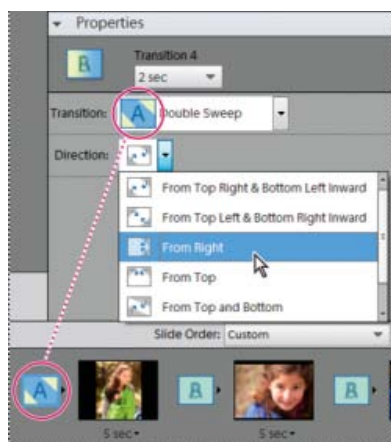 Properties
B
Transition 4
2 sec
Transition: A Double Sweep
Direction:
From Top Right & Bottom Left Inward
From Top Left & Bottom Right Inward
From Right
From Top
From Top and Bottom
Slide Order: Custom
A B B
5 sec 5 sec